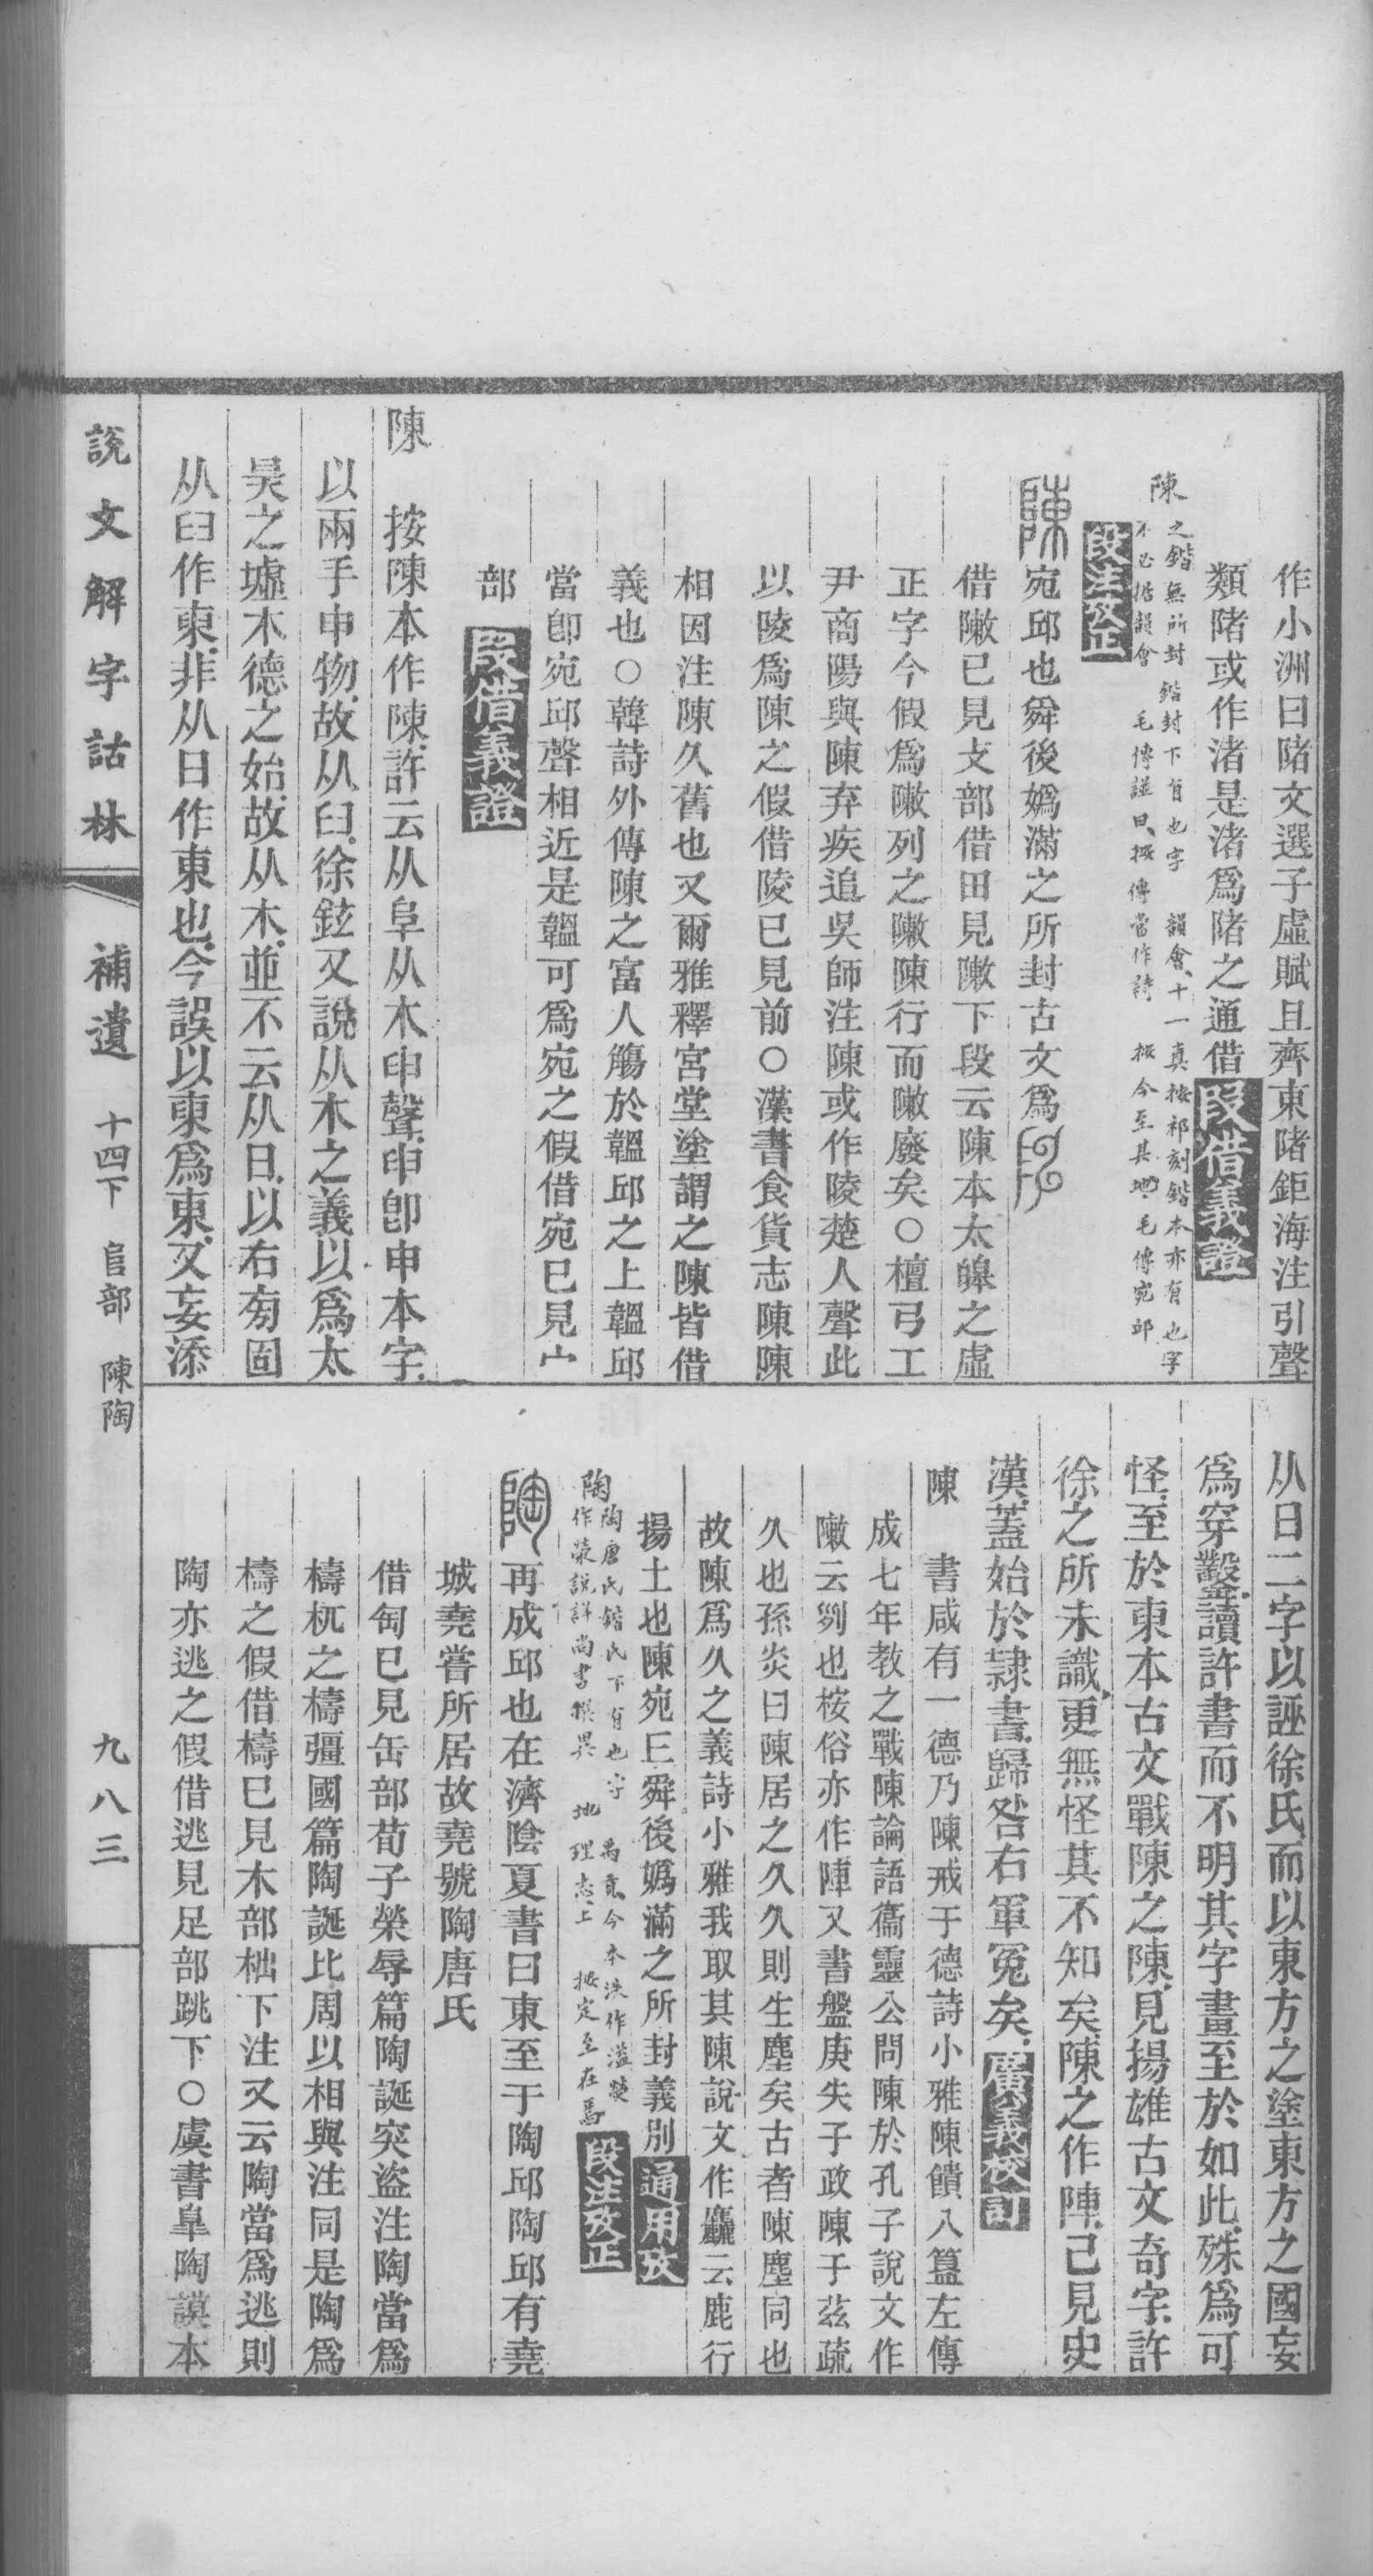 作小洲曰陼文選子虛賦且齊東陼鉅海注引聲
類陼或作渚是渚爲陼之通借 叚借義證
陳 之鍇無所封 鍇封下有也字 韻會十一真按祁刻鍇本亦有也字
不必据韻會 毛傳譜曰振傳當作詩 振今至其地毛傳宛邱
段注攷正
宛邱也舜後嬀滿之所封古文爲
借敶已見攴部借田見敶下段云陳本太皥之虛
正字今假爲敶列之敶陳行而敶廢矣○檀弓工
尹商陽與陳弃疾追吳師注陳或作陵楚人聲此
以陵爲陳之假借陵已見前○漢書食貨志陳陳
相因注陳久舊也又爾雅釋宮堂塗謂之陳皆借
義也○韓詩外傳陳之富人觴於韞邱之上韞邱
當卽宛邱聲相近是韞可爲宛之假借宛已見宀
部 叚借義證
陳 按陳本作陳許云从阜从木申聲申卽申本字
以兩手申物故从𦥑徐鉉又說从木之義以爲太
昊之墟木德之始故从木並不云从日以右㫄固
从𦥑作東非从日作東也今誤以東爲東又妄添
从日二字以誣徐氏而以東方之塗東方之國妄
爲穿鑿讀許書而不明其字畫至於如此殊爲可
怪至於東本古文戰陳之陳見揚雄古文奇字許
徐之所未識更無怪其不知矣陳之作陣己見史
漢蓋始於隸書歸咎右軍冤矣 廣義校訂
陳 書咸有一德乃陳戒于德詩小雅陳饋八簋左傳
成七年教之戰陳論語衞靈公問陳於孔子說文作
敶云列也桉俗亦作陣又書盤庚失于政陳于茲疏
久也孫炎曰陳居之久久則生塵矣古者陳塵同也
故陳爲久之義詩小雅我取其陳說文作麤云鹿行
揚土也陳宛丘舜後嬀滿之所封義別 通用攷
陶 陶唐氏鍇氏下有也字 禹貢今本泆作溢滎
作滎說詳尚書撰異 地理志上 振定至在焉 段注攷正
再成邱也在濟陰夏書曰東至于陶邱陶邱有堯
城堯嘗所居故堯號陶唐氏
借匋已見缶部荀子榮辱篇陶誕突盜注陶當爲
檮杌之檮彊國篇陶誕比周以相與注同是陶爲
檮之假借檮已見木部柮下注又云陶當爲逃則
陶亦逃之假借逃見足部跳下○虞書臯陶謨本
說文解字詁林 補遺 十四下 𨸏部 陳陶 九八三